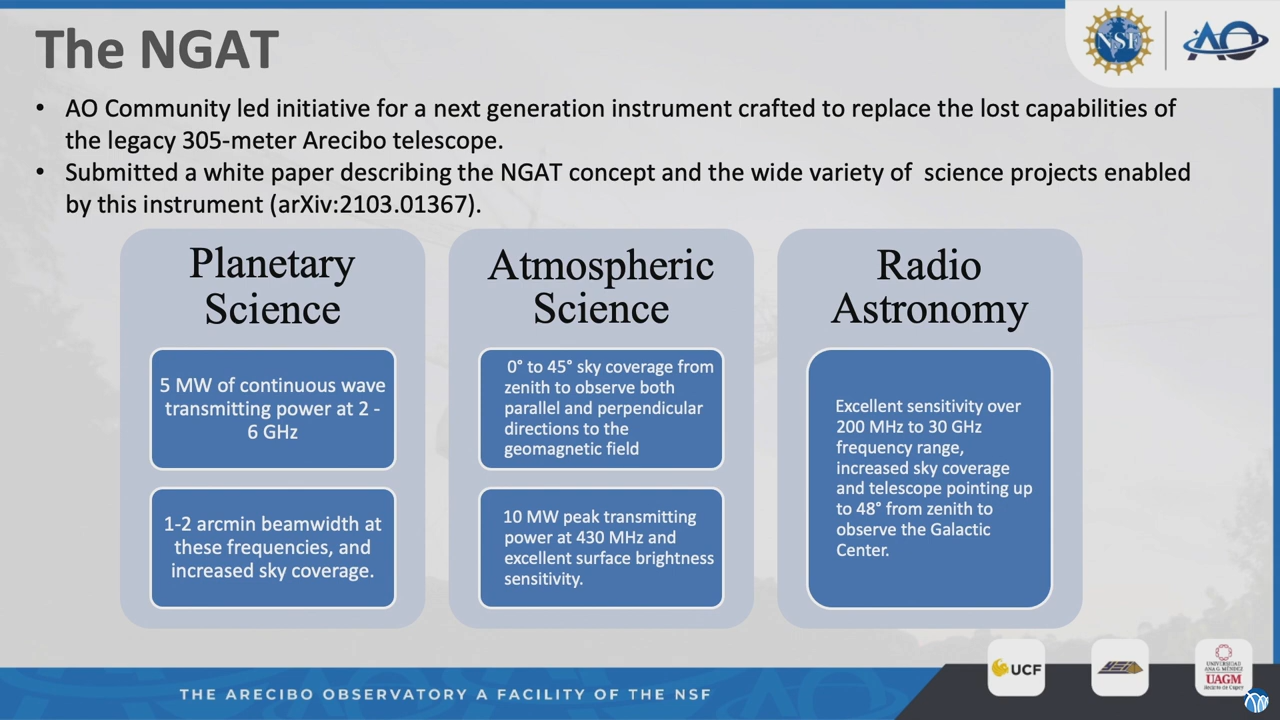 The NGAT
NSF
AO
• AO Community led initiative for a next generation instrument crafted to replace the lost capabilities of
the legacy 305-meter Arecibo telescope.
• Submitted a white paper describing the NGAT concept and the wide variety of  science projects enabled
by this instrument (arXiv:2103.01367).
Planetary
Science
5 MW of continuous wave
transmitting power at 2 -
6 GHz
1-2 arcmin beamwidth at
these frequencies, and
increased sky coverage.
Atmospheric
Science
0° to 45° sky coverage from
zenith to observe both
parallel and perpendicular
directions to the
geomagnetic field
10 MW peak transmitting
power at 430 MHz and
excellent surface brightness
sensitivity.
Radio
Astronomy
Excellent sensitivity over
200 MHz to 30 GHz
frequency range,
increased sky coverage
and telescope pointing up
to 48° from zenith to
observe the Galactic
Center.
THE ARECIBO OBSERVATORY A FACILITY OF THE NSF
UCF
UNIVERSIDAD
ANA G. MÉNDEZ
UAGM
Recinto de Cupey